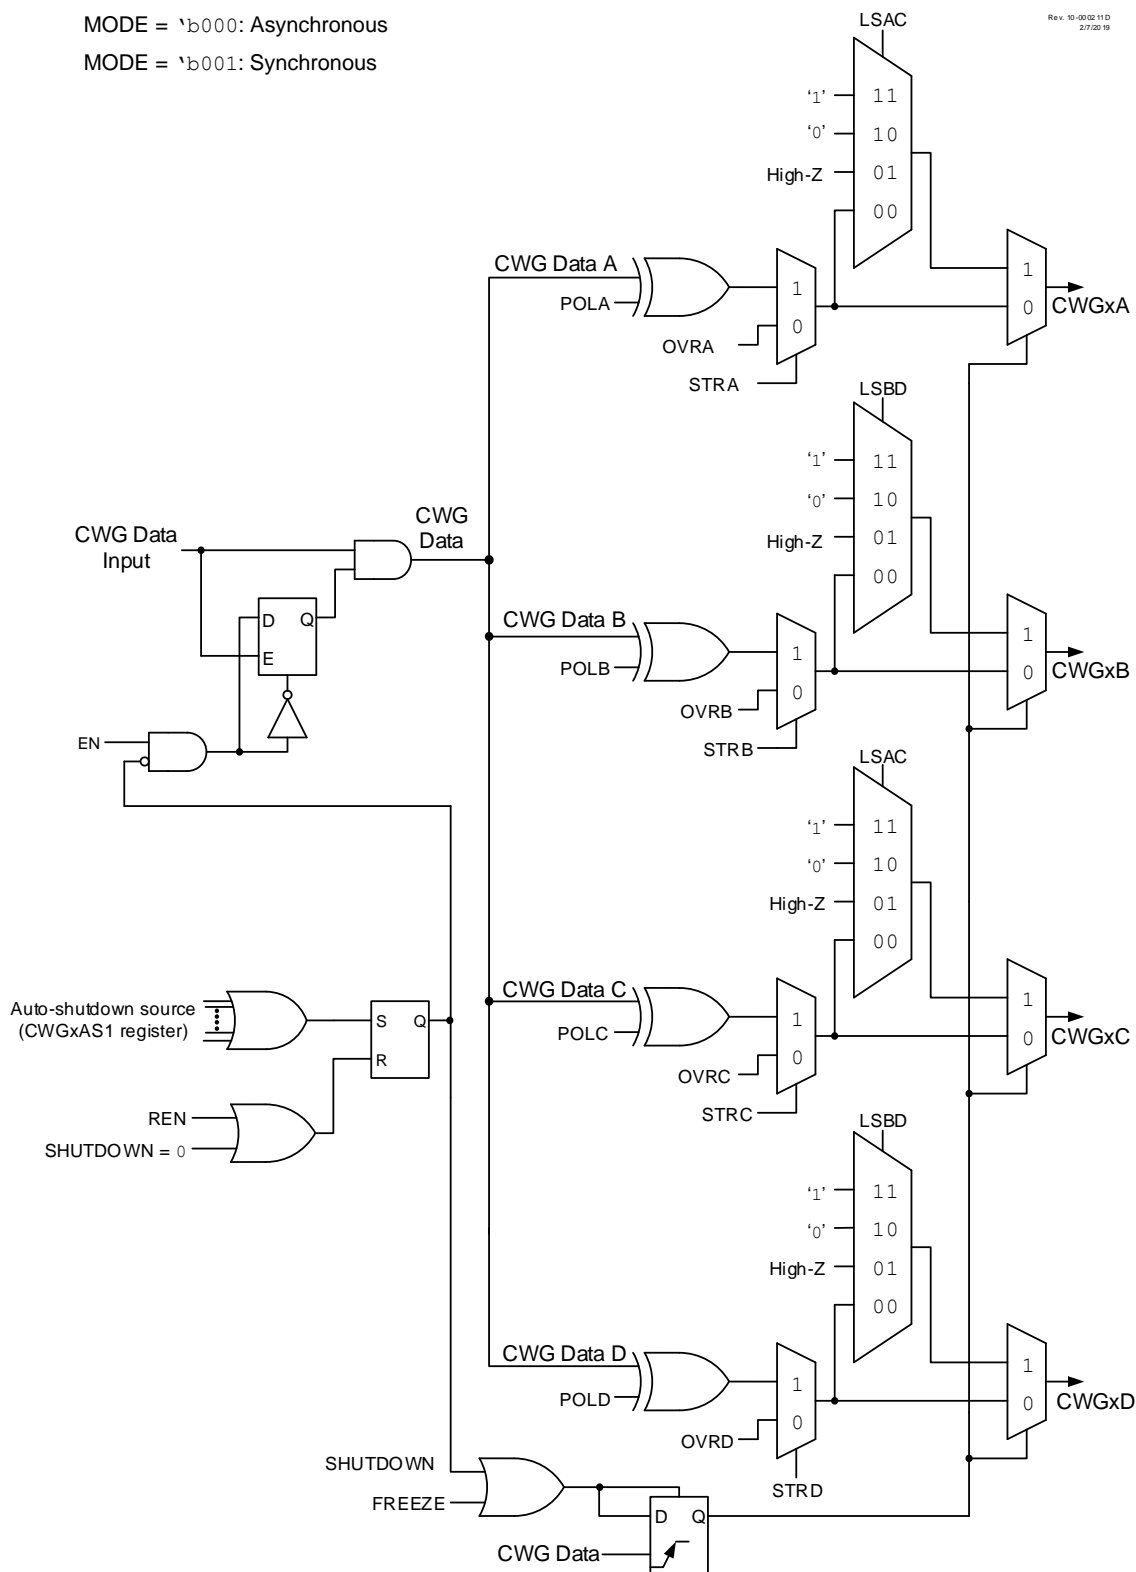 MODE = ‘b000: Asynchronous
MODE = ‘b001: Synchronous
Rev. 10-000211D
2/7/2019
LSAC
‘1’
11
‘0’
10
High-Z
01
00
CWG Data A
POLA
1
0
OVRA
STRA
1
0
CWGxA
LSBD
‘1’
11
‘0’
10
High-Z
01
00
CWG Data
Input
CWG
Data
D
Q
E
EN
CWG Data B
POLB
1
0
OVRB
STRB
1
0
CWGxB
LSAC
‘1’
11
‘0’
10
High-Z
01
00
CWG Data C
POLC
1
0
OVRC
STRC
1
0
CWGxC
Auto-shutdown source
(CWGxAS1 register)
S
Q
R
REN
SHUTDOWN = 0
LSBD
‘1’
11
‘0’
10
High-Z
01
00
CWG Data D
POLD
1
0
OVRD
STRD
1
0
CWGxD
SHUTDOWN
FREEZE
D
Q
CWG Data